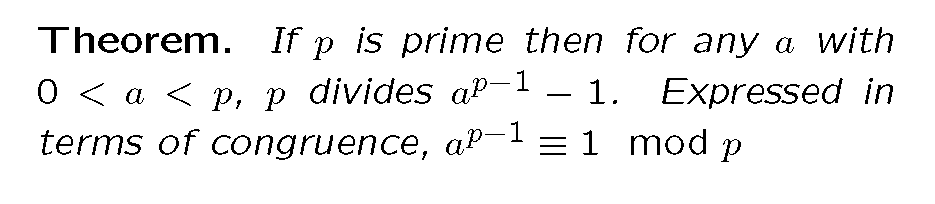 Theorem. If p is prime then for any a with
0 < a < p, p divides a^{p−1} − 1. Expressed in
terms of congruence, a^{p−1} ≡ 1 mod p